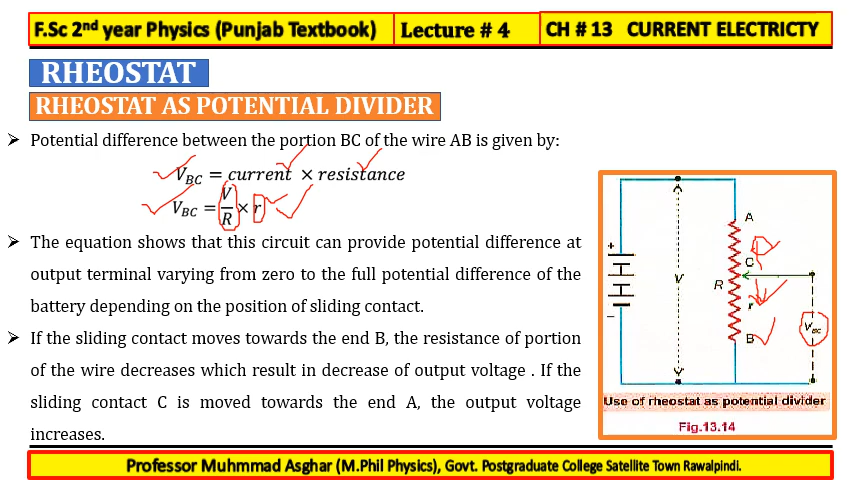 F.Sc 2nd year Physics (Punjab Textbook) Lecture # 4 CH # 13 CURRENT ELECTRICTY
RHEOSTAT
RHEOSTAT AS POTENTIAL DIVIDER
➢ Potential difference between the portion BC of the wire AB is given by:
V_BC = current × resistance
V_BC = V/R × r
➢ The equation shows that this circuit can provide potential difference at
output terminal varying from zero to the full potential difference of the
battery depending on the position of sliding contact.
➢ If the sliding contact moves towards the end B, the resistance of portion
of the wire decreases which result in decrease of output voltage . If the
sliding contact C is moved towards the end A, the output voltage
increases.
A
C
+
V
R
r
B
V_BC
–
Use of rheostat as potential divider
Fig.13.14
Professor Muhmmad Asghar (M.Phil Physics), Govt. Postgraduate College Satellite Town Rawalpindi.